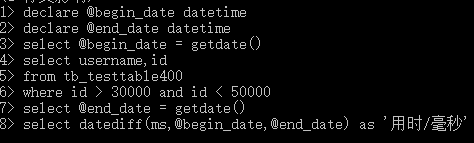 1> declare @begin_date datetime
2> declare @end_date datetime
3> select @begin_date = getdate()
4> select username,id
5> from tb_testtable400
6> where id > 30000 and id < 50000
7> select @end_date = getdate()
8> select datediff(ms,@begin_date,@end_date) as '用时/毫秒'